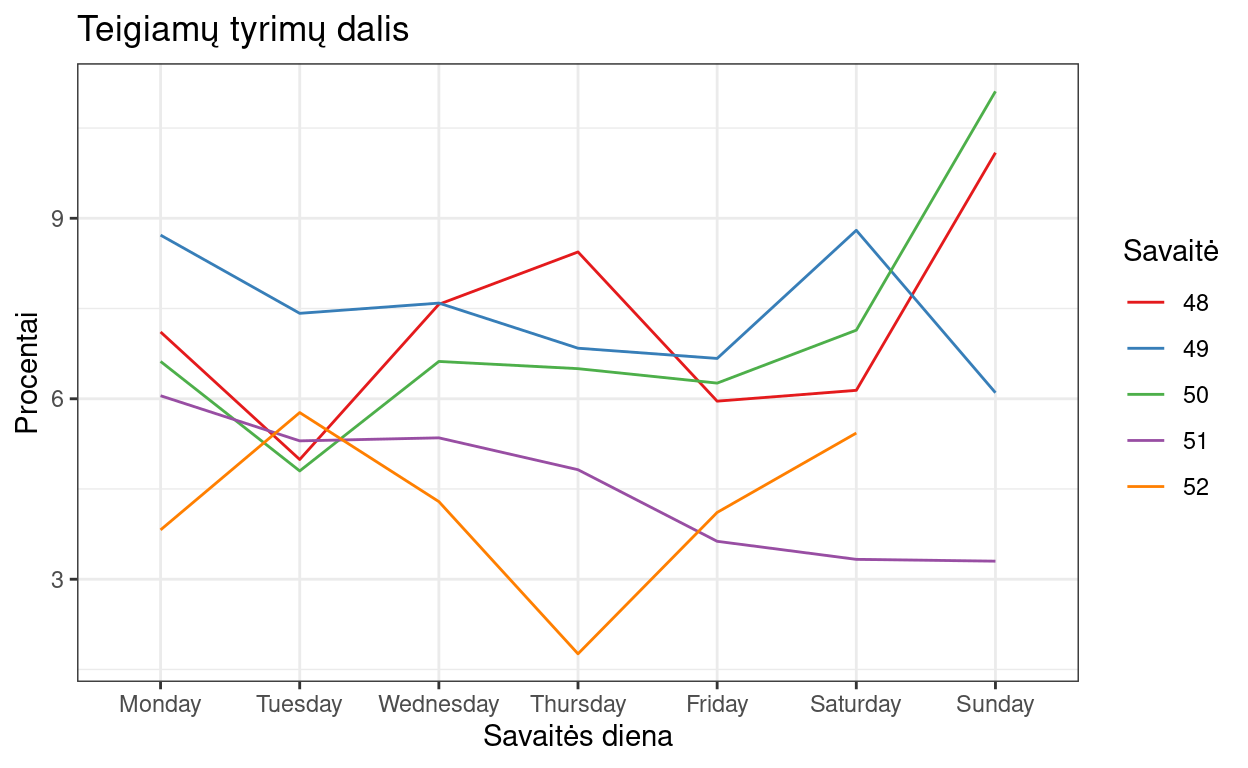 Teigiamų tyrimų dalis
Procentai
9
6
3
Monday Tuesday Wednesday Thursday Friday Saturday Sunday
Savaitės diena
Savaitė
48
49
50
51
52